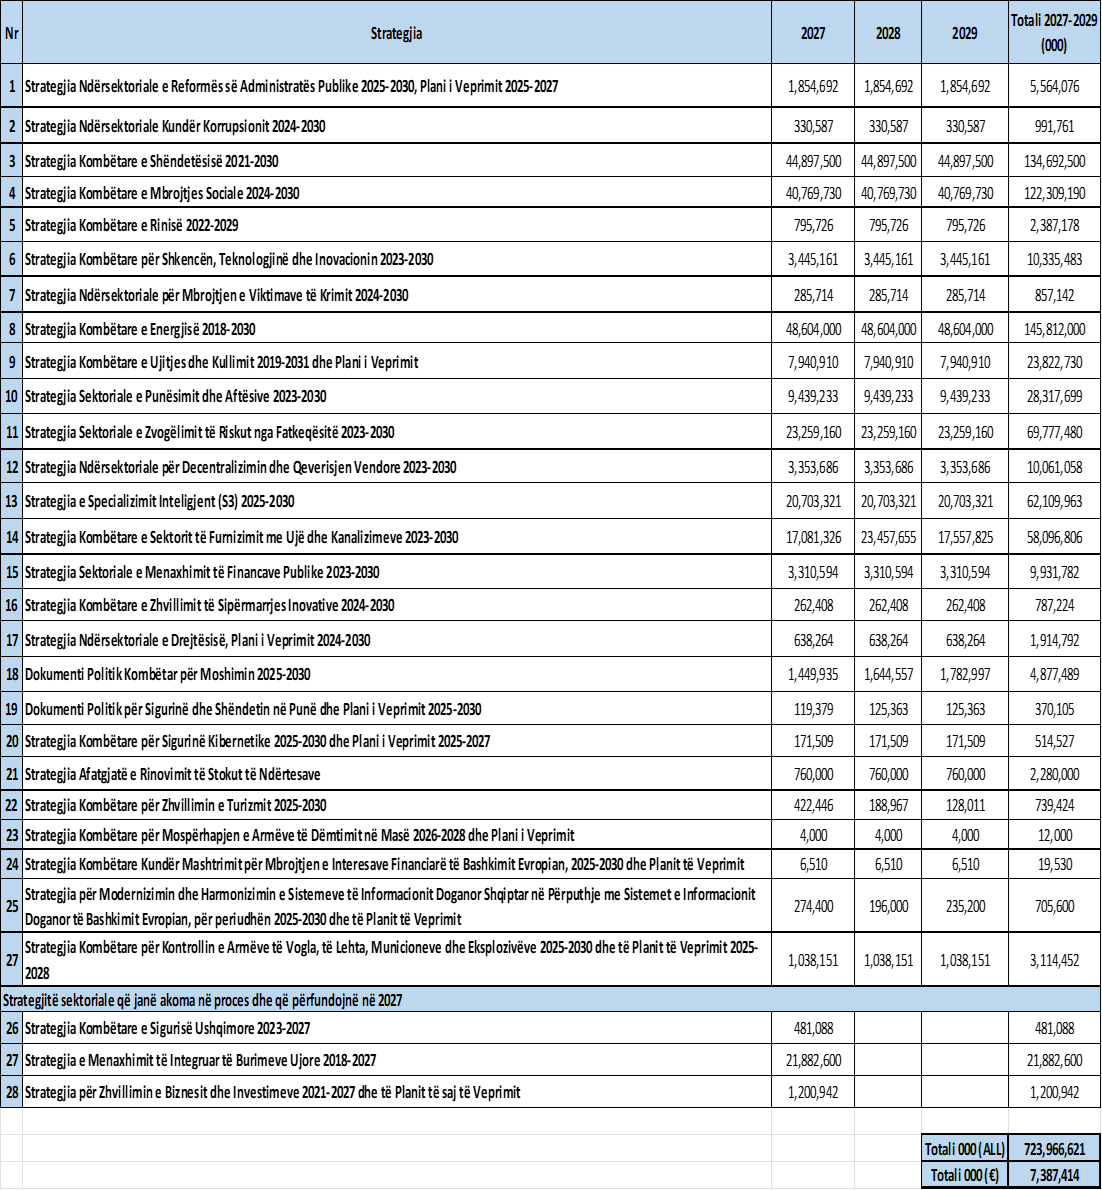 Nr Strategjia 2027 2028 2029 Totali 2027-2029
(000)
1 Strategjia Ndërsektoriale e Reformës së Administratës Publike 2025-2030, Plani i Veprimit 2025-2027 1,854,692 1,854,692 1,854,692 5,564,076
2 Strategjia Ndërsektoriale Kundër Korrupsionit 2024-2030 330,587 330,587 330,587 991,761
3 Strategjia Kombëtare e Shëndetësisë 2021-2030 44,897,500 44,897,500 44,897,500 134,692,500
4 Strategjia Kombëtare e Mbrojtjes Sociale 2024-2030 40,769,730 40,769,730 40,769,730 122,309,190
5 Strategjia Kombëtare e Rinisë 2022-2029 795,726 795,726 795,726 2,387,178
6 Strategjia Kombëtare për Shkencën, Teknologjinë dhe Inovacionin 2023-2030 3,445,161 3,445,161 3,445,161 10,335,483
7 Strategjia Ndërsektoriale për Mbrojtjen e Viktimave të Krimit 2024-2030 285,714 285,714 285,714 857,142
8 Strategjia Kombëtare e Energjisë 2018-2030 48,604,000 48,604,000 48,604,000 145,812,000
9 Strategjia Kombëtare e Ujitjes dhe Kullimit 2019-2031 dhe Plani i Veprimit 7,940,910 7,940,910 7,940,910 23,822,730
10 Strategjia Sektoriale e Punësimit dhe Aftësive 2023-2030 9,439,233 9,439,233 9,439,233 28,317,699
11 Strategjia Sektoriale e Zvogëlimit të Riskut nga Fatkeqësitë 2023-2030 23,259,160 23,259,160 23,259,160 69,777,480
12 Strategjia Ndërsektoriale për Decentralizimin dhe Qeverisjen Vendore 2023-2030 3,353,686 3,353,686 3,353,686 10,061,058
13 Strategjia e Specializimit Inteligjent (S3) 2025-2030 20,703,321 20,703,321 20,703,321 62,109,963
14 Strategjia Kombëtare e Sektorit të Furnizimit me Ujë dhe Kanalizimeve 2023-2030 17,081,326 23,457,655 17,557,825 58,096,806
15 Strategjia Sektoriale e Menaxhimit të Financave Publike 2023-2030 3,310,594 3,310,594 3,310,594 9,931,782
16 Strategjia Kombëtare e Zhvillimit të Sipërmarrjes Inovative 2024-2030 262,408 262,408 262,408 787,224
17 Strategjia Ndërsektoriale e Drejtësisë, Plani i Veprimit 2024-2030 638,264 638,264 638,264 1,914,792
18 Dokumenti Politik Kombëtar për Moshimin 2025-2030 1,449,935 1,644,557 1,782,997 4,877,489
19 Dokumenti Politik për Sigurinë dhe Shëndetin në Punë dhe Plani i Veprimit 2025-2030 119,379 125,363 125,363 370,105
20 Strategjia Kombëtare për Sigurinë Kibernetike 2025-2030 dhe Plani i Veprimit 2025-2027 171,509 171,509 171,509 514,527
21 Strategjia Afatgjatë e Rinovimit të Stokut të Ndërtesave 760,000 760,000 760,000 2,280,000
22 Strategjia Kombëtare për Zhvillimin e Turizmit 2025-2030 422,446 188,967 128,011 739,424
23 Strategjia Kombëtare për Mospërhapjen e Armëve të Dëmtimit në Masë 2026-2028 dhe Plani i Veprimit 4,000 4,000 4,000 12,000
24 Strategjia Kombëtare Kundër Mashtrimit për Mbrojtjen e Interesave Financiarë të Bashkimit Evropian, 2025-2030 dhe Planit të Veprimit 6,510 6,510 6,510 19,530
25 Strategjia për Modernizimin dhe Harmonizimin e Sistemeve të Informacionit Doganor Shqiptar në Përputhje me Sistemet e Informacionit
Doganor të Bashkimit Evropian, për periudhën 2025-2030 dhe të Planit të Veprimit 274,400 196,000 235,200 705,600
27 Strategjia Kombëtare për Kontrollin e Armëve të Vogla, të Lehta, Municioneve dhe Eksplozivëve 2025-2030 dhe të Planit të Veprimit 2025-
2028 1,038,151 1,038,151 1,038,151 3,114,452
Strategjitë sektoriale që janë akoma në proces dhe që përfundojnë në 2027
26 Strategjia Kombëtare e Sigurisë Ushqimore 2023-2027 481,088 481,088
27 Strategjia e Menaxhimit të Integruar të Burimeve Ujore 2018-2027 21,882,600 21,882,600
28 Strategjia për Zhvillimin e Biznesit dhe Investimeve 2021-2027 dhe të Planit të saj të Veprimit 1,200,942 1,200,942
Totali 000 (ALL) 723,966,621
Totali 000 (€) 7,387,414